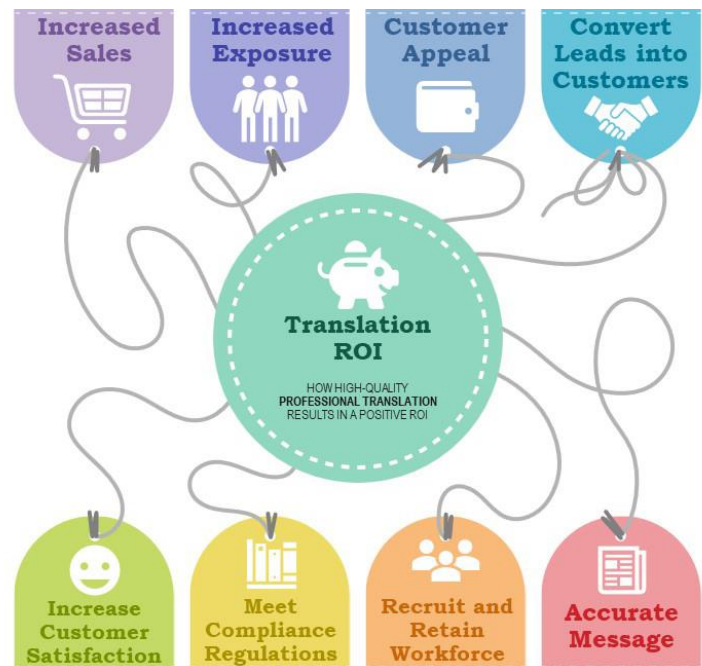 Increased
Sales
Increased
Exposure
Customer
Appeal
Convert
Leads into
Customers
Translation
ROI
HOW HIGH-QUALITY
PROFESSIONAL TRANSLATION
RESULTS IN A POSITIVE ROI
Increase
Customer
Satisfaction
Meet
Compliance
Regulations
Recruit and
Retain
Workforce
Accurate
Message